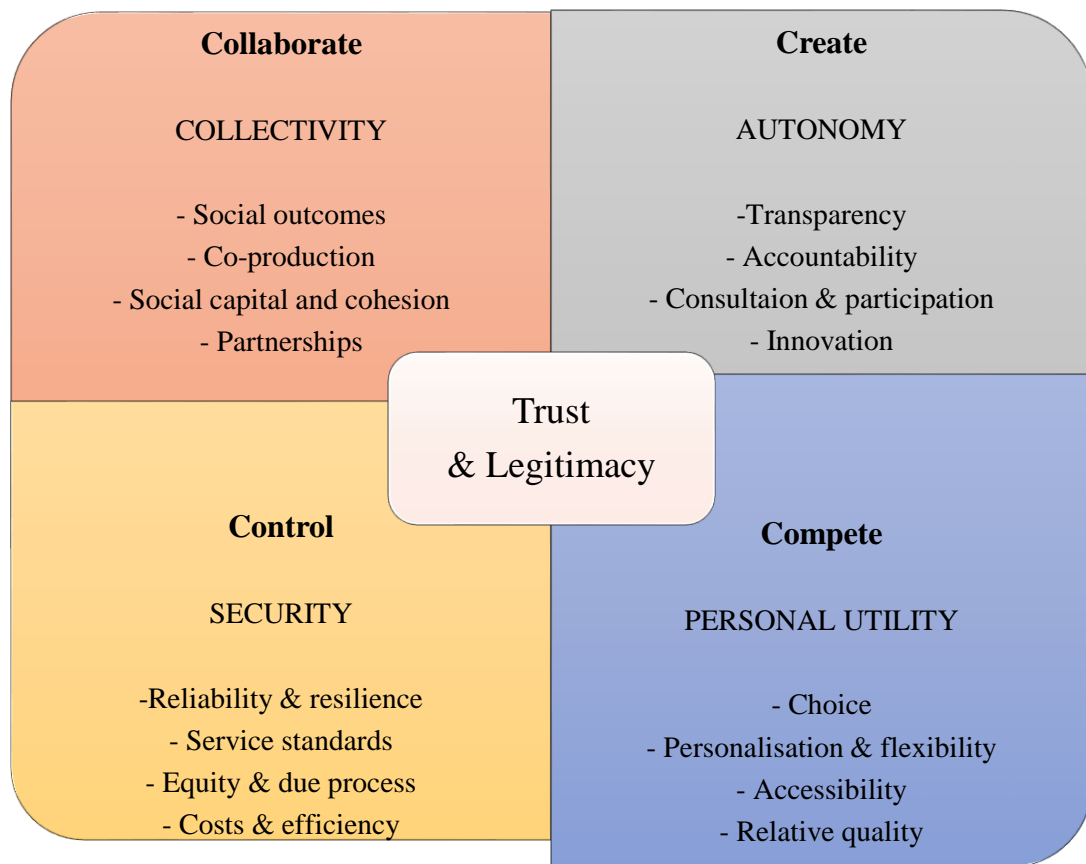 Collaborate
COLLECTIVITY
- Social outcomes
- Co-production
- Social capital and cohesion
- Partnerships
Create
AUTONOMY
-Transparency
- Accountability
- Consultaion & participation
- Innovation
Trust
& Legitimacy
Control
SECURITY
-Reliability & resilience
- Service standards
- Equity & due process
- Costs & efficiency
Compete
PERSONAL UTILITY
- Choice
- Personalisation & flexibility
- Accessibility
- Relative quality